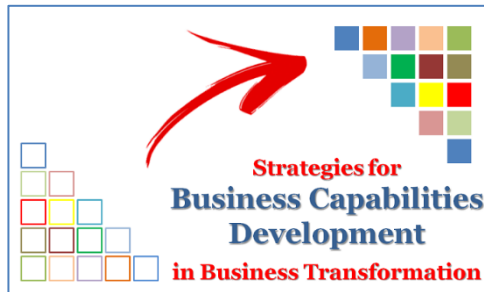 Strategies for
Business Capabilities
Development
in Business Transformation